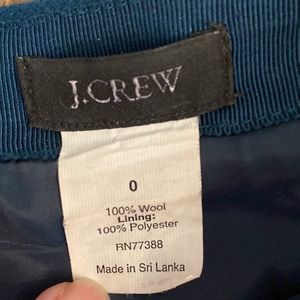 J.CREW
0
100% Wool
Lining:
100% Polyester
RN77388
Made in Sri Lanka